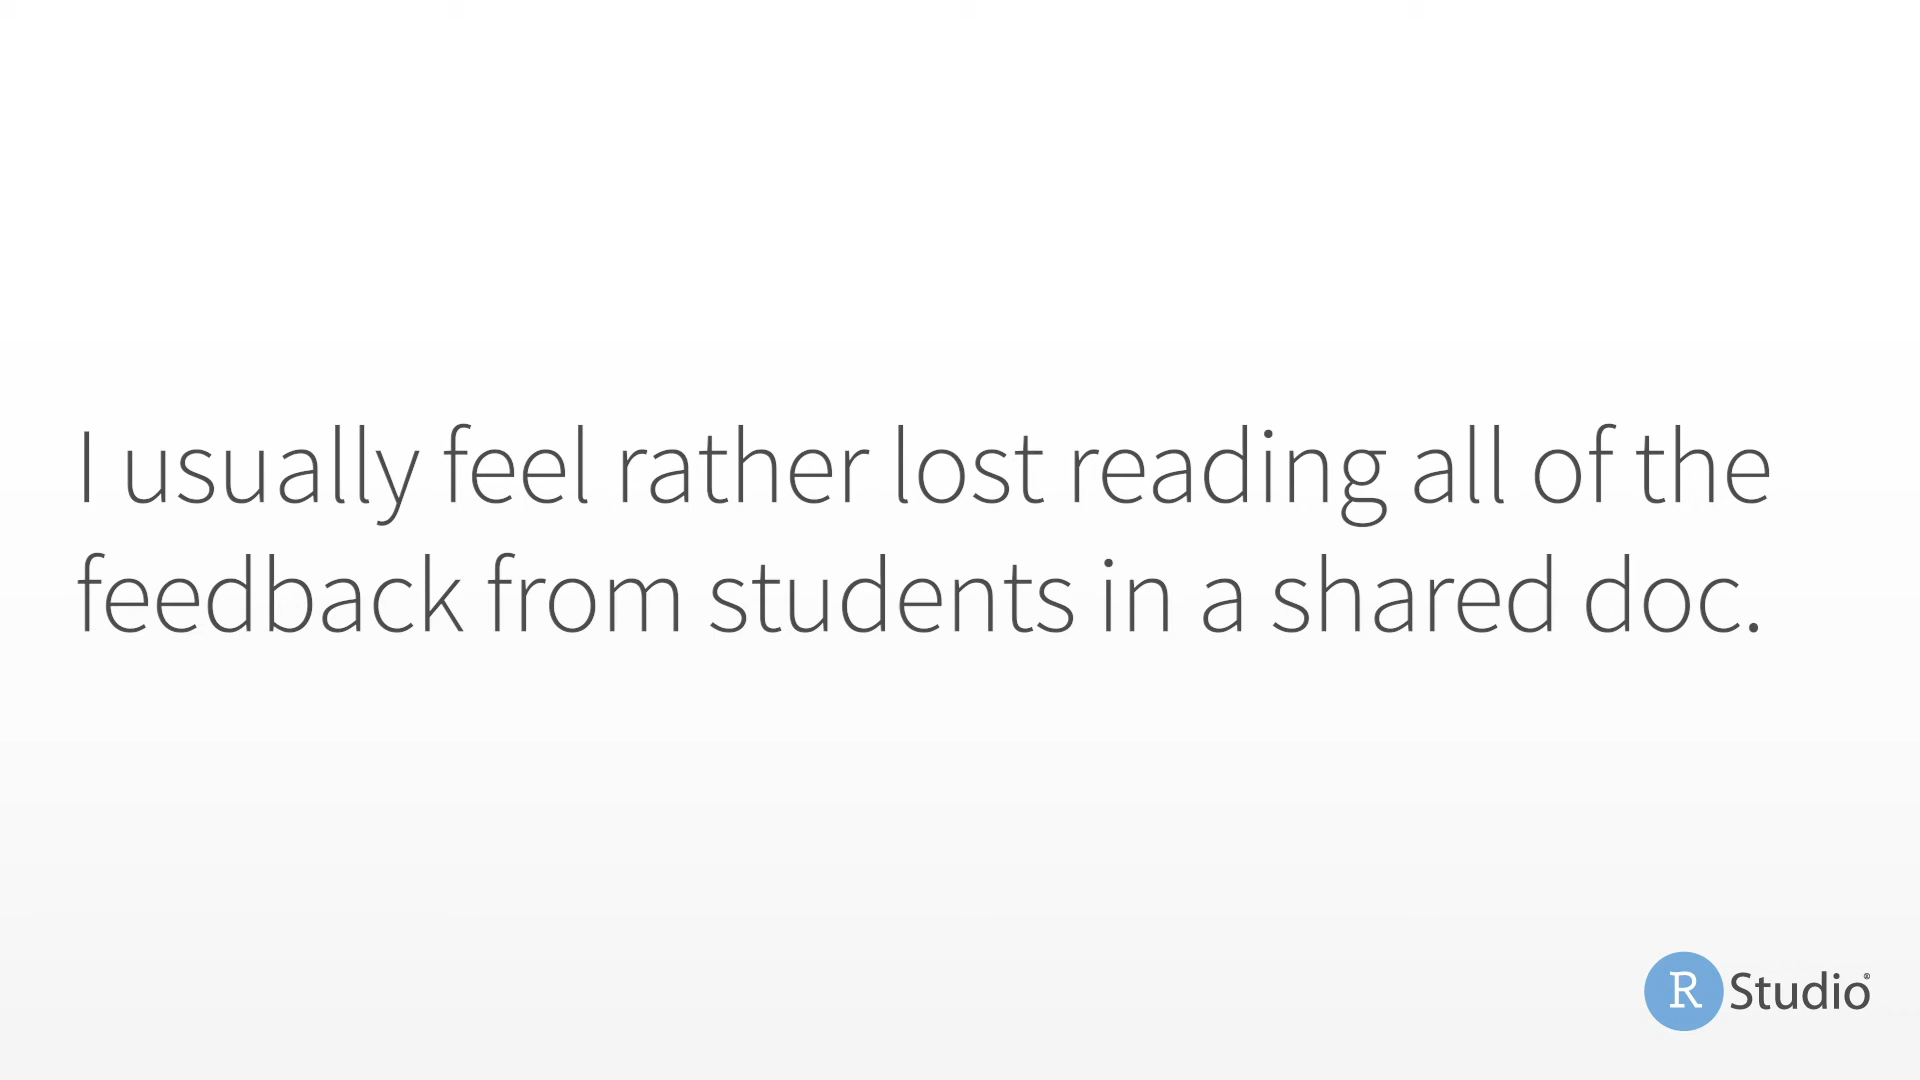 I usually feel rather lost reading all of the
feedback from students in a shared doc.
R Studio®